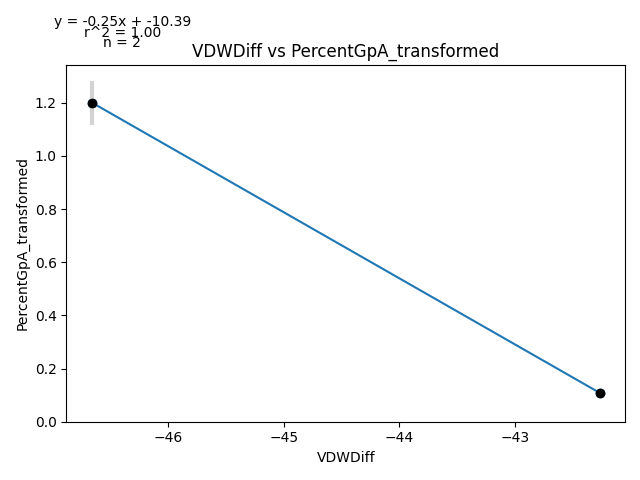 y = -0.25x + -10.39
r^2 = 1.00
n = 2
VDWDiff vs PercentGpA_transformed
PercentGpA_transformed
1.2
1.0
0.8
0.6
0.4
0.2
0.0
−46
−45
−44
−43
VDWDiff